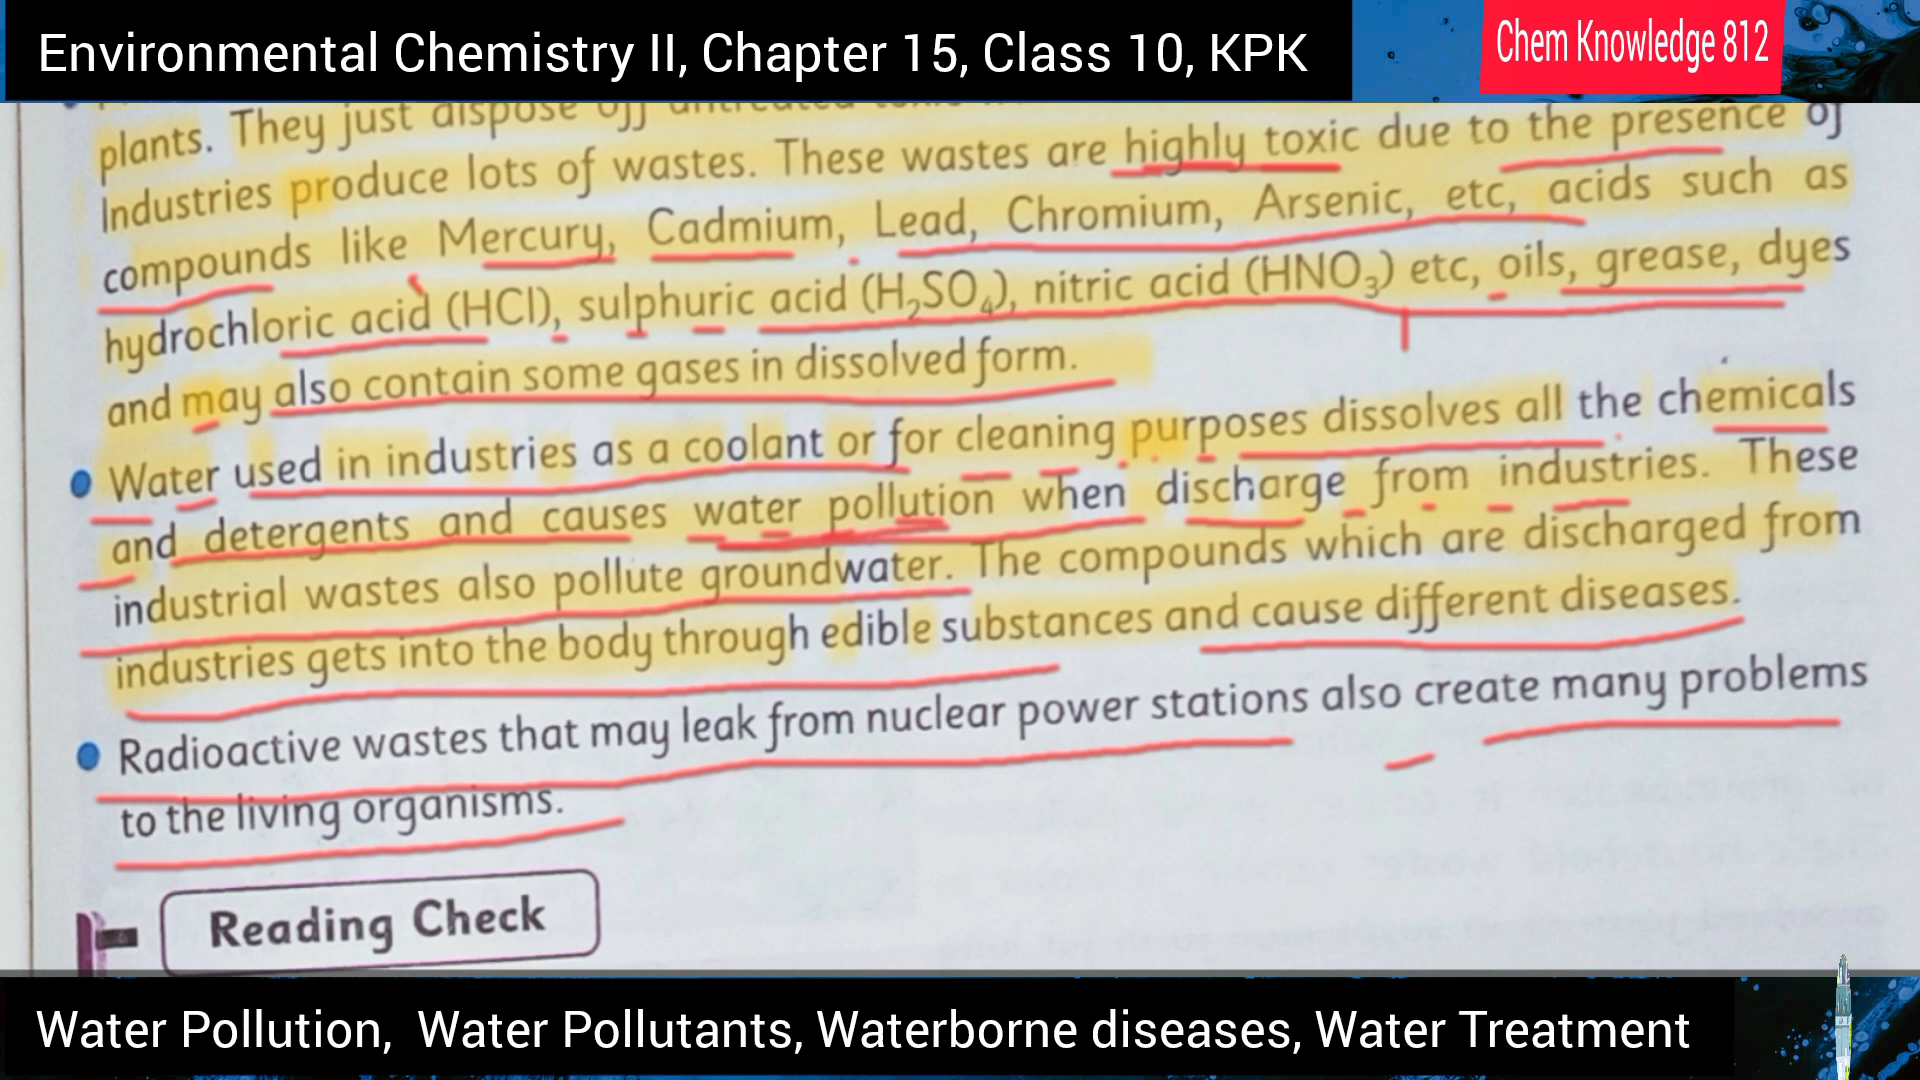 Environmental Chemistry II, Chapter 15, Class 10, KPK
Chem Knowledge 812
plants. They just dispose off untreated toxic
Industries produce lots of wastes. These wastes are highly toxic due to the presence of
compounds like Mercury, Cadmium, Lead, Chromium, Arsenic, etc, acids such as
hydrochloric acid (HCl), sulphuric acid (H₂SO₄), nitric acid (HNO₃) etc, oils, grease, dyes
and may also contain some gases in dissolved form.
Water used in industries as a coolant or for cleaning purposes dissolves all the chemicals
and detergents and causes water pollution when discharge from industries. These
industrial wastes also pollute groundwater. The compounds which are discharged from
industries gets into the body through edible substances and cause different diseases.
Radioactive wastes that may leak from nuclear power stations also create many problems
to the living organisms.
Reading Check
Water Pollution, Water Pollutants, Waterborne diseases, Water Treatment